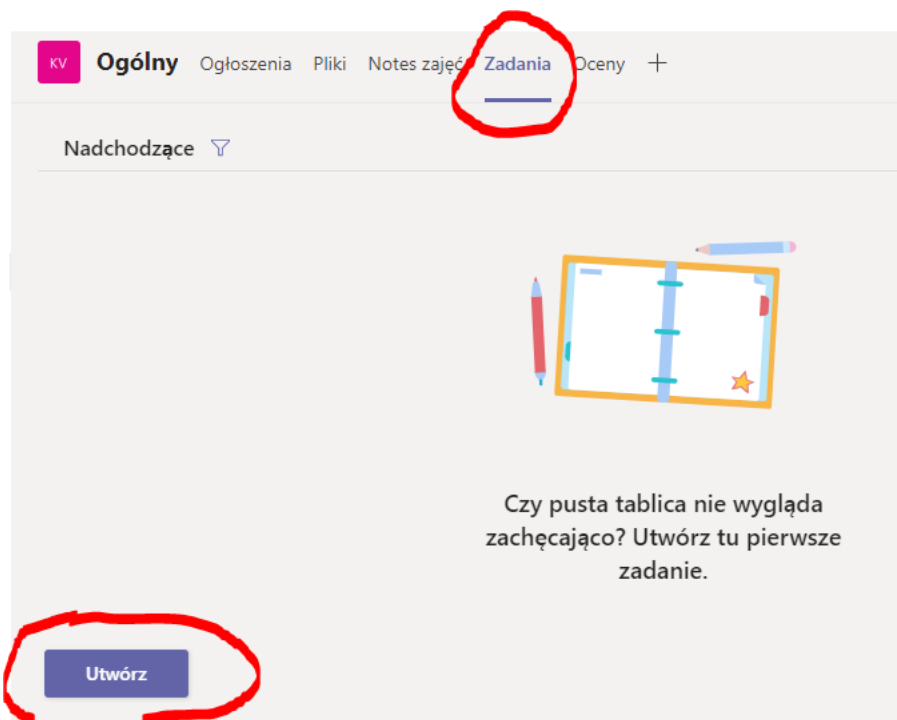 KV Ogólny Ogłoszenia Pliki Notes zajęć Zadania Oceny +
Nadchodzące
Czy pusta tablica nie wygląda
zachęcająco? Utwórz tu pierwsze
zadanie.
Utwórz